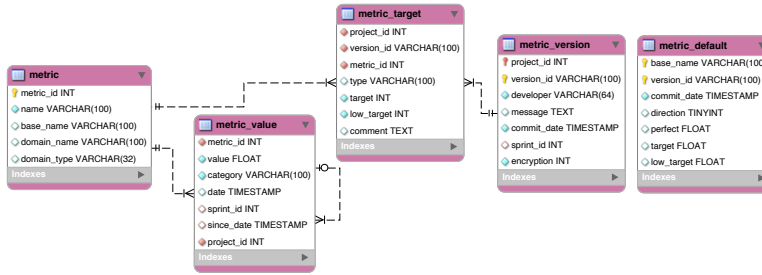 metric
metric_id INT
name VARCHAR(100)
base_name VARCHAR(100)
domain_name VARCHAR(100)
domain_type VARCHAR(32)
Indexes
metric_value
metric_id INT
value FLOAT
category VARCHAR(100)
date TIMESTAMP
sprint_id INT
since_date TIMESTAMP
project_id INT
Indexes
metric_target
project_id INT
version_id VARCHAR(100)
metric_id INT
type VARCHAR(100)
target INT
low_target INT
comment TEXT
Indexes
metric_version
project_id INT
version_id VARCHAR(100)
developer VARCHAR(64)
message TEXT
commit_date TIMESTAMP
sprint_id INT
encryption INT
Indexes
metric_default
base_name VARCHAR(100)
version_id VARCHAR(100)
commit_date TIMESTAMP
direction TINYINT
perfect FLOAT
target FLOAT
low_target FLOAT
Indexes